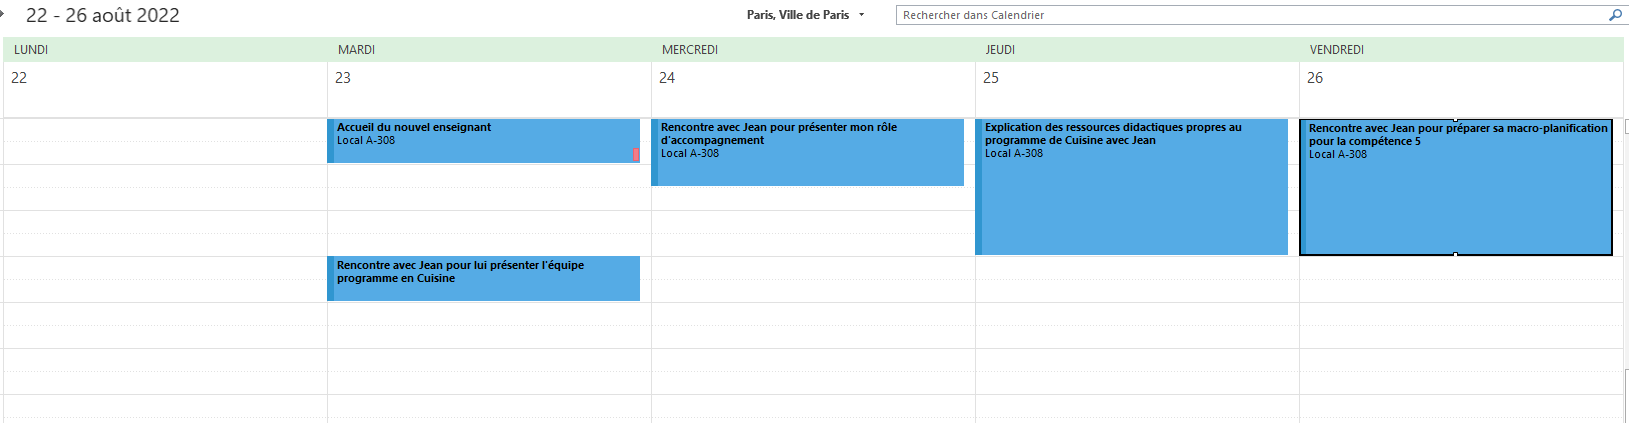 22 - 26 août 2022
Paris, Ville de Paris
Rechercher dans Calendrier
LUNDI
MARDI
MERCREDI
JEUDI
VENDREDI
22
23
24
25
26
Accueil du nouvel enseignant
Local A-308
Rencontre avec Jean pour lui présenter l'équipe
programme en Cuisine
Rencontre avec Jean pour présenter mon rôle
d'accompagnement
Local A-308
Explication des ressources didactiques propres au
programme de Cuisine avec Jean
Local A-308
Rencontre avec Jean pour préparer sa macro-planification
pour la compétence 5
Local A-308